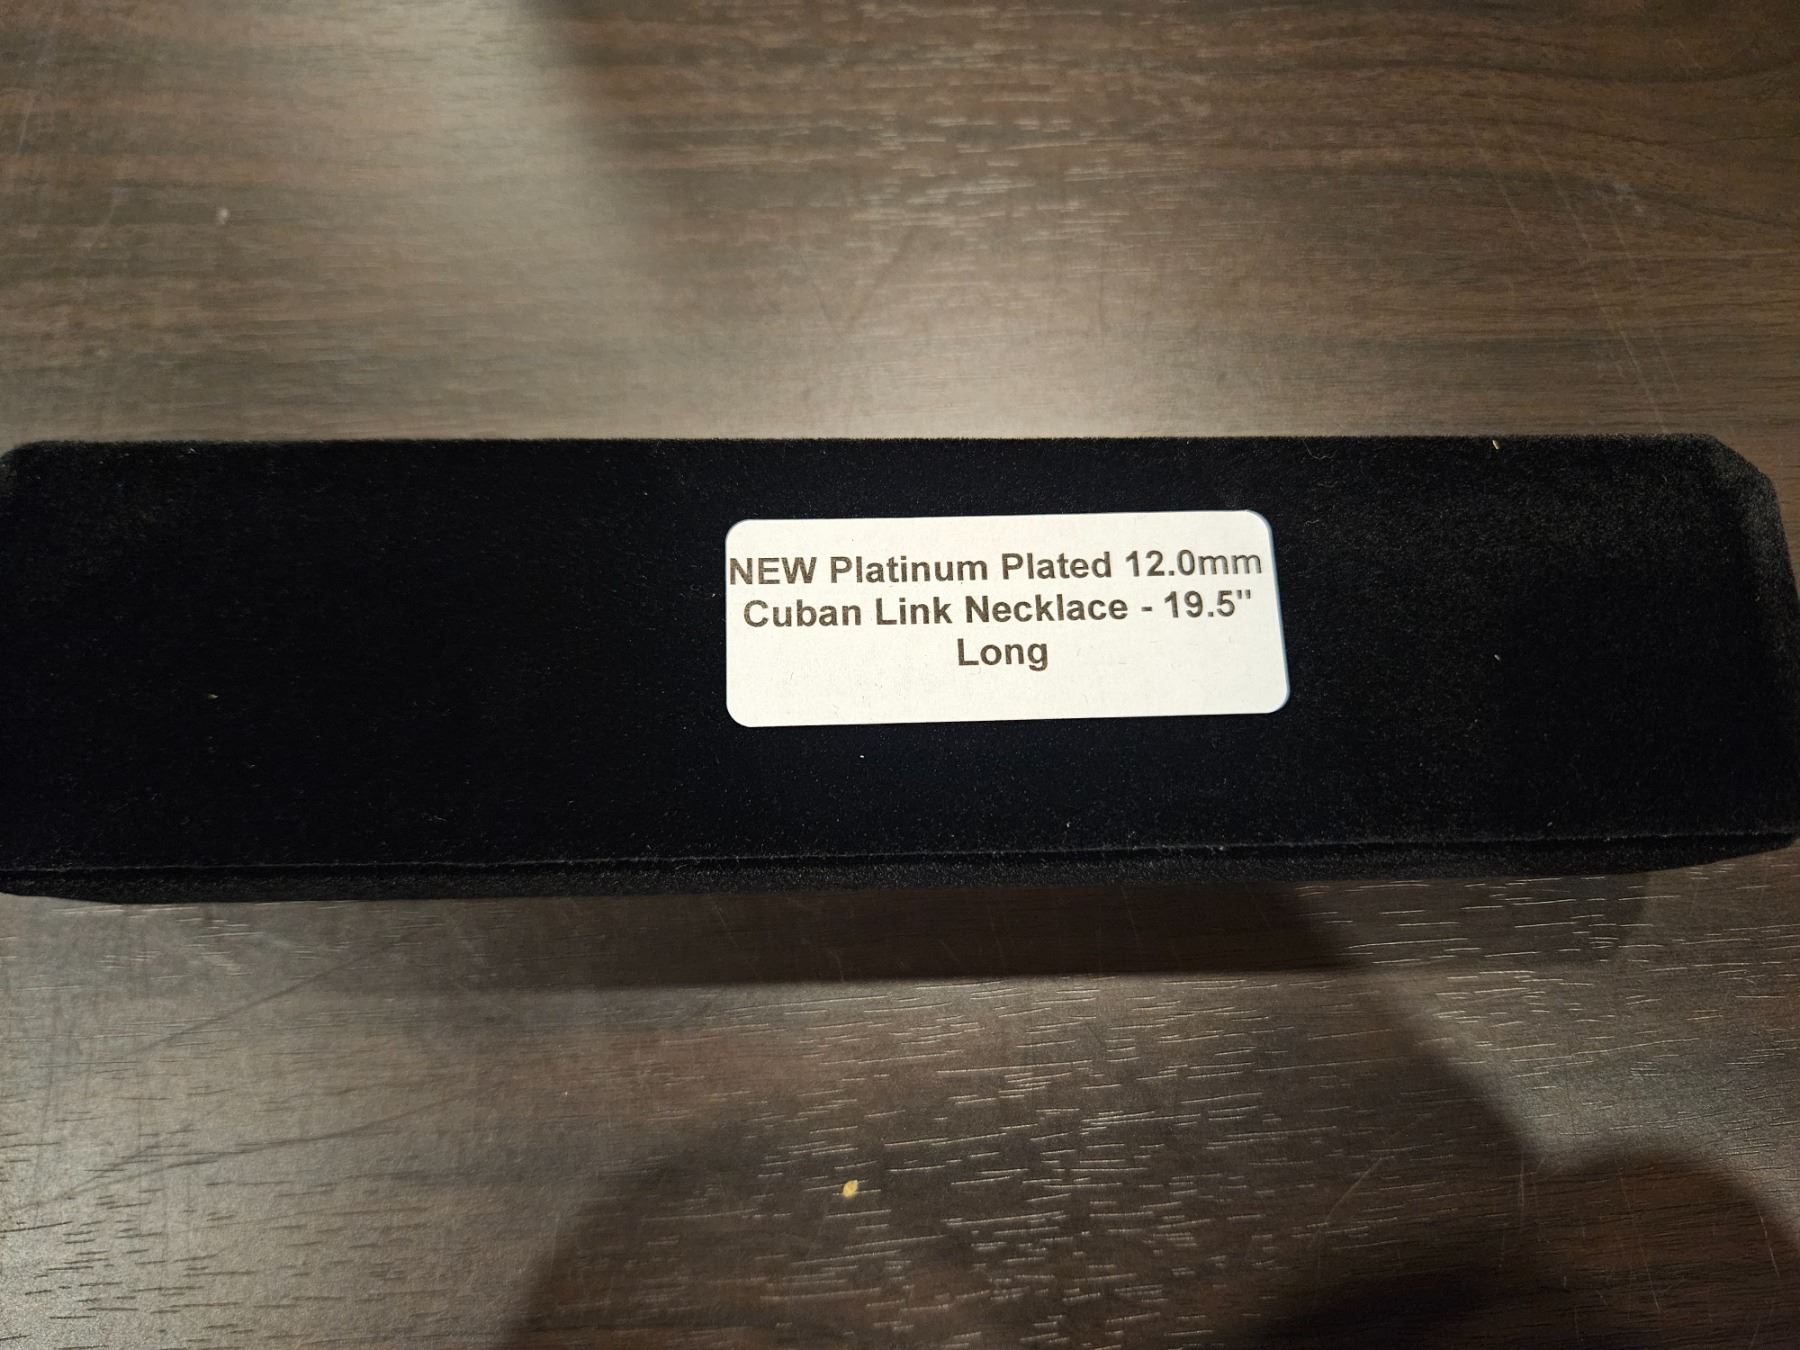 NEW Platinum Plated 12.0mm
Cuban Link Necklace - 19.5"
Long